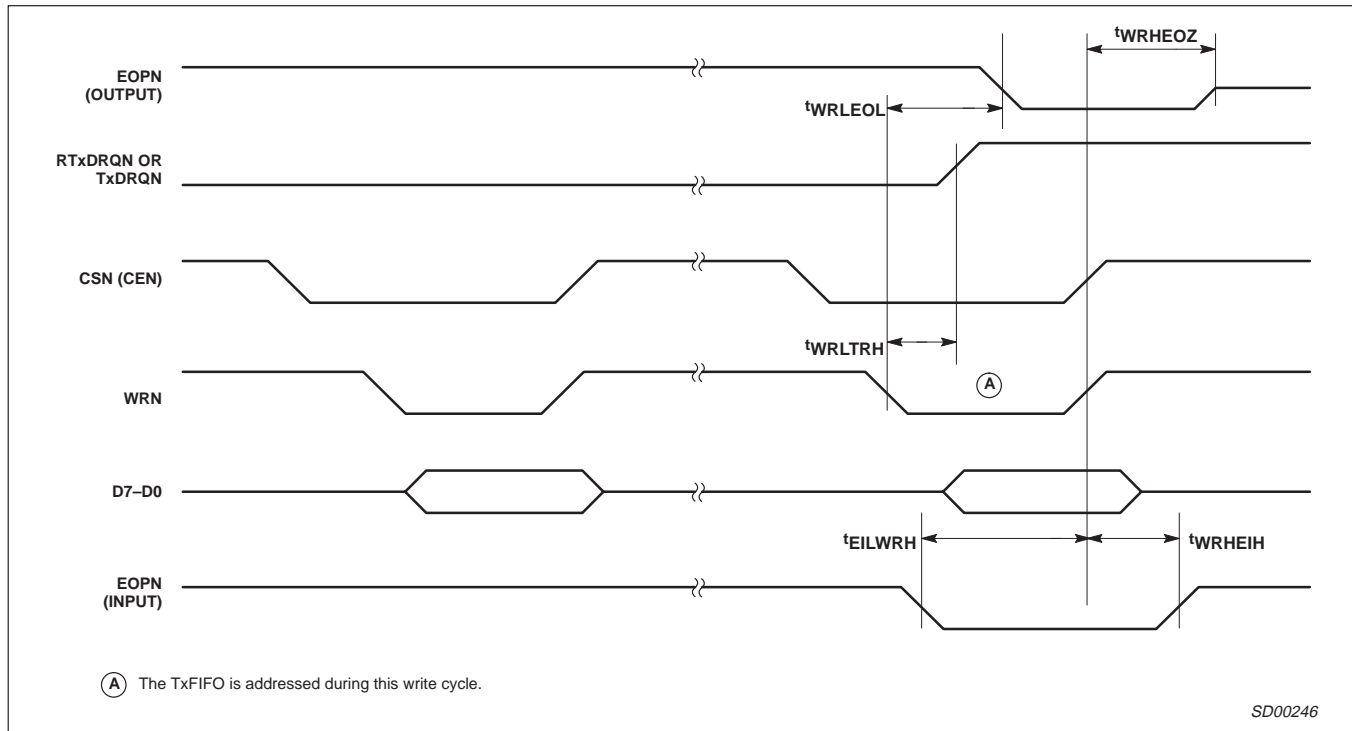 tWRHEOZ
EOPN
(OUTPUT)
tWRLEOL
RTxDRQN OR
TxDRQN
CSN (CEN)
tWRLTRH
WRN
A
D7–D0
tEILWRH
tWRHEIH
EOPN
(INPUT)
A The TxFIFO is addressed during this write cycle.
SD00246